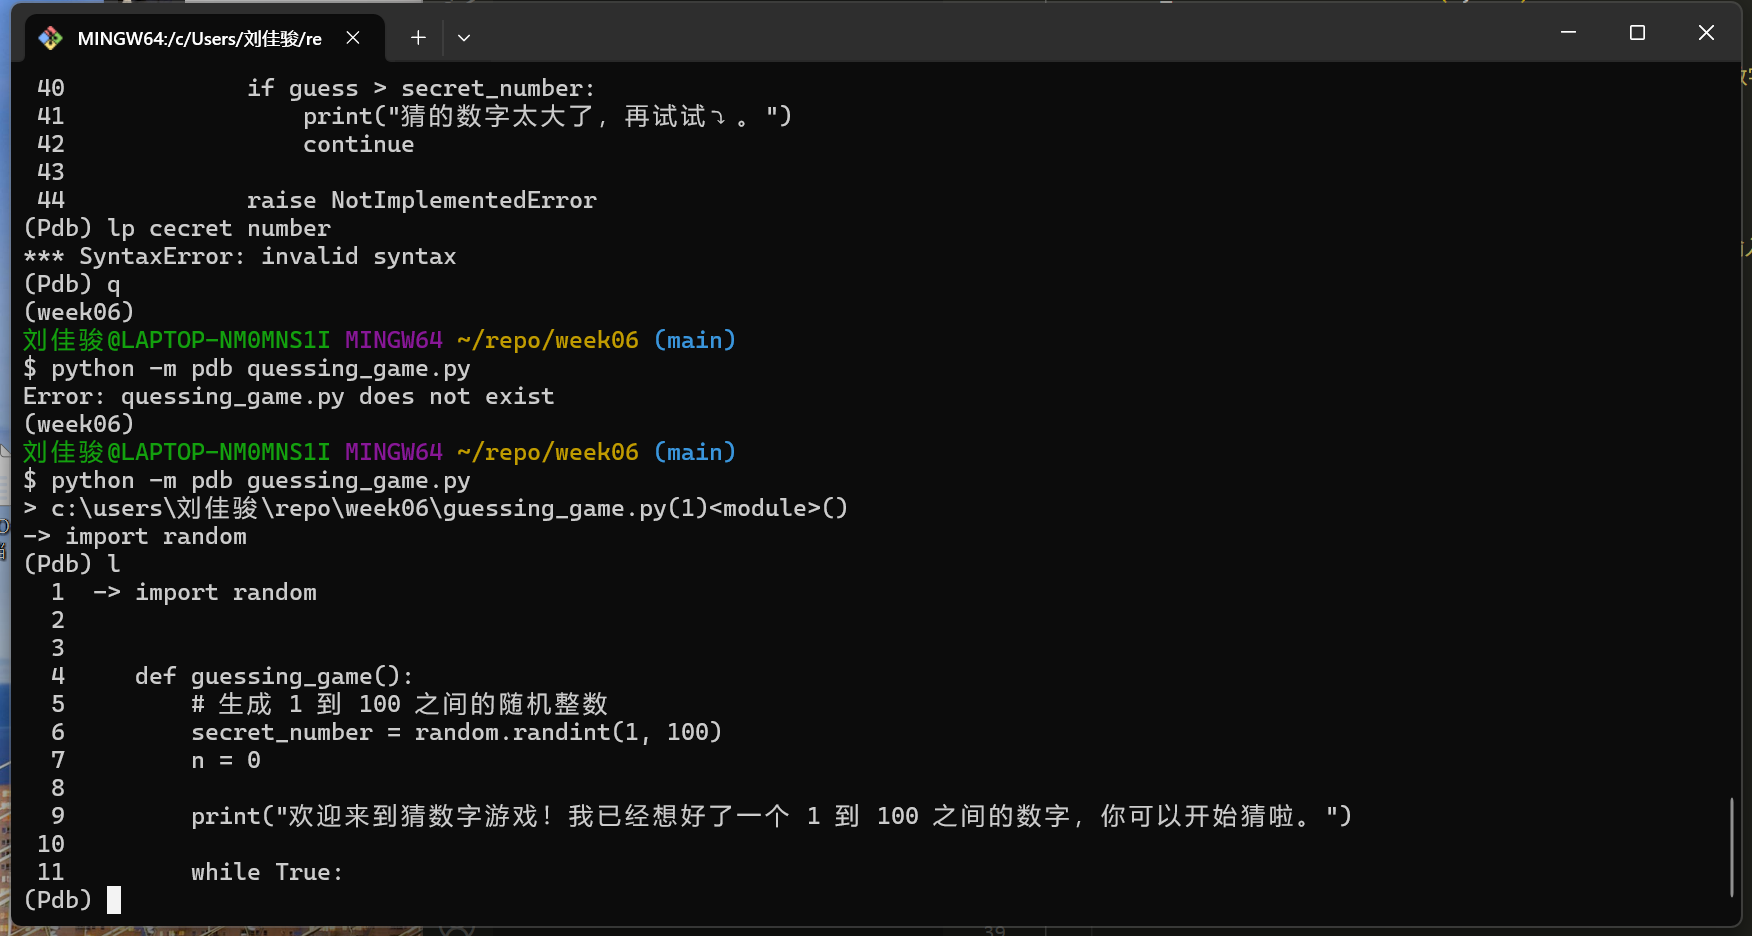 MINGW64:/c/Users/刘佳骏/re
40             if guess > secret_number:
41                 print("猜的数字太大了，再试试⤵。")
42                 continue
43
44             raise NotImplementedError
(Pdb) lp cecret number
*** SyntaxError: invalid syntax
(Pdb) q
(week06)
刘佳骏@LAPTOP-NM0MNS1I MINGW64 ~/repo/week06 (main)
$ python -m pdb quessing_game.py
Error: quessing_game.py does not exist
(week06)
刘佳骏@LAPTOP-NM0MNS1I MINGW64 ~/repo/week06 (main)
$ python -m pdb guessing_game.py
> c:\users\刘佳骏\repo\week06\guessing_game.py(1)<module>()
-> import random
(Pdb) l
  1  -> import random
  2
  3
  4     def guessing_game():
  5         # 生成 1 到 100 之间的随机整数
  6         secret_number = random.randint(1, 100)
  7         n = 0
  8
  9         print("欢迎来到猜数字游戏！我已经想好了一个 1 到 100 之间的数字，你可以开始猜啦。")
 10
 11         while True:
(Pdb)
39